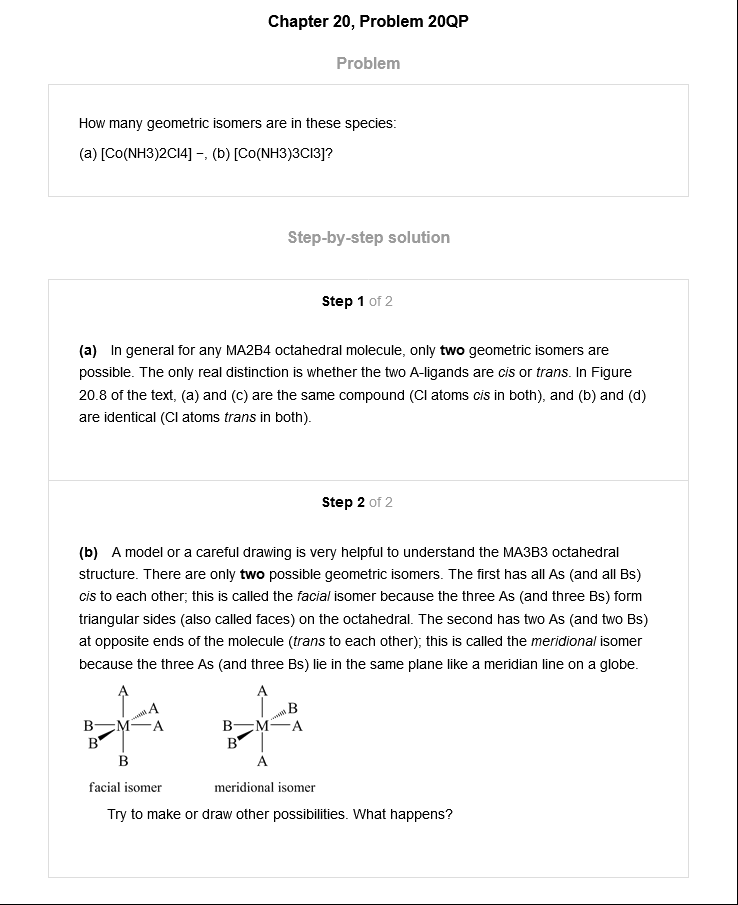 Chapter 20, Problem 20QP
Problem
How many geometric isomers are in these species:
(a) [Co(NH3)2Cl4] −, (b) [Co(NH3)3Cl3]?
Step-by-step solution
Step 1 of 2
(a) In general for any MA2B4 octahedral molecule, only two geometric isomers are
possible. The only real distinction is whether the two A-ligands are cis or trans. In Figure
20.8 of the text, (a) and (c) are the same compound (Cl atoms cis in both), and (b) and (d)
are identical (Cl atoms trans in both).
Step 2 of 2
(b) A model or a careful drawing is very helpful to understand the MA3B3 octahedral
structure. There are only two possible geometric isomers. The first has all As (and all Bs)
cis to each other; this is called the facial isomer because the three As (and three Bs) form
triangular sides (also called faces) on the octahedral. The second has two As (and two Bs)
at opposite ends of the molecule (trans to each other); this is called the meridional isomer
because the three As (and three Bs) lie in the same plane like a meridian line on a globe.
A A
A B
B M A B M A
B B
B A
facial isomer meridional isomer
Try to make or draw other possibilities. What happens?